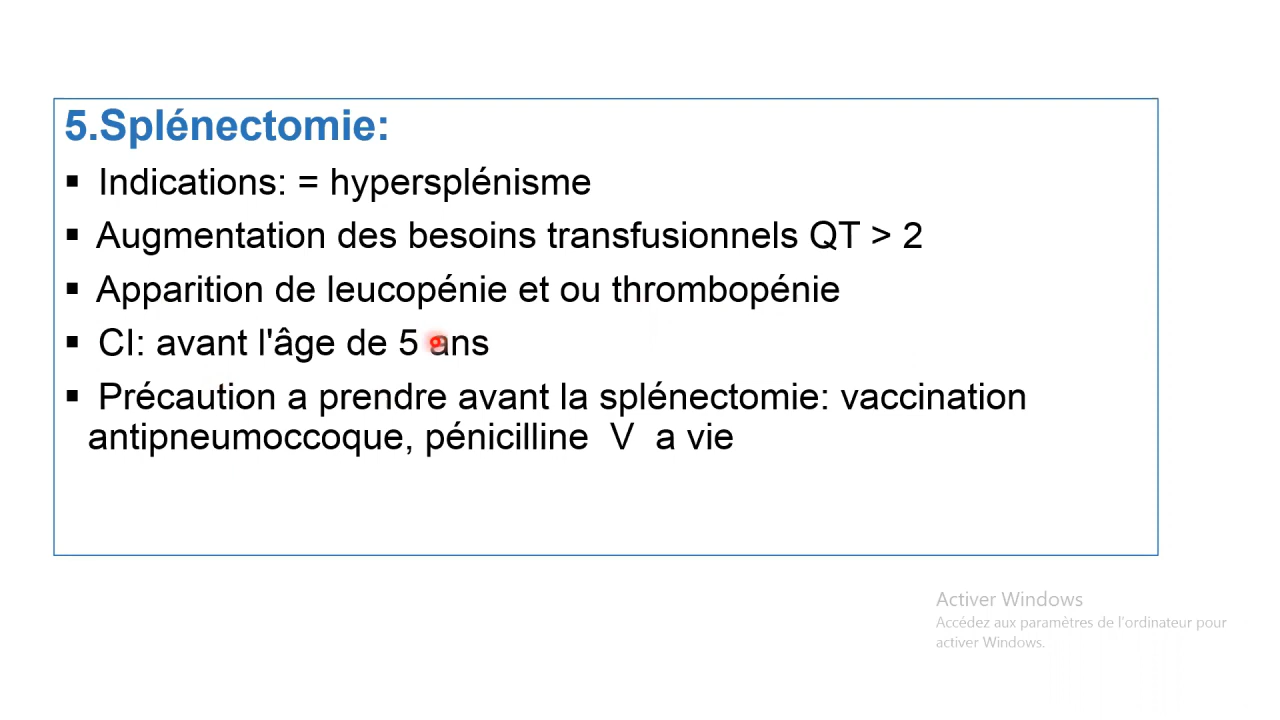 5.Splénectomie:
▪ Indications: = hypersplénisme
▪ Augmentation des besoins transfusionnels QT > 2
▪ Apparition de leucopénie et ou thrombopénie
▪ CI: avant l'âge de 5 ans
▪ Précaution a prendre avant la splénectomie: vaccination
antipneumoccoque, pénicilline V a vie
Activer Windows
Accédez aux paramètres de l'ordinateur pour
activer Windows.